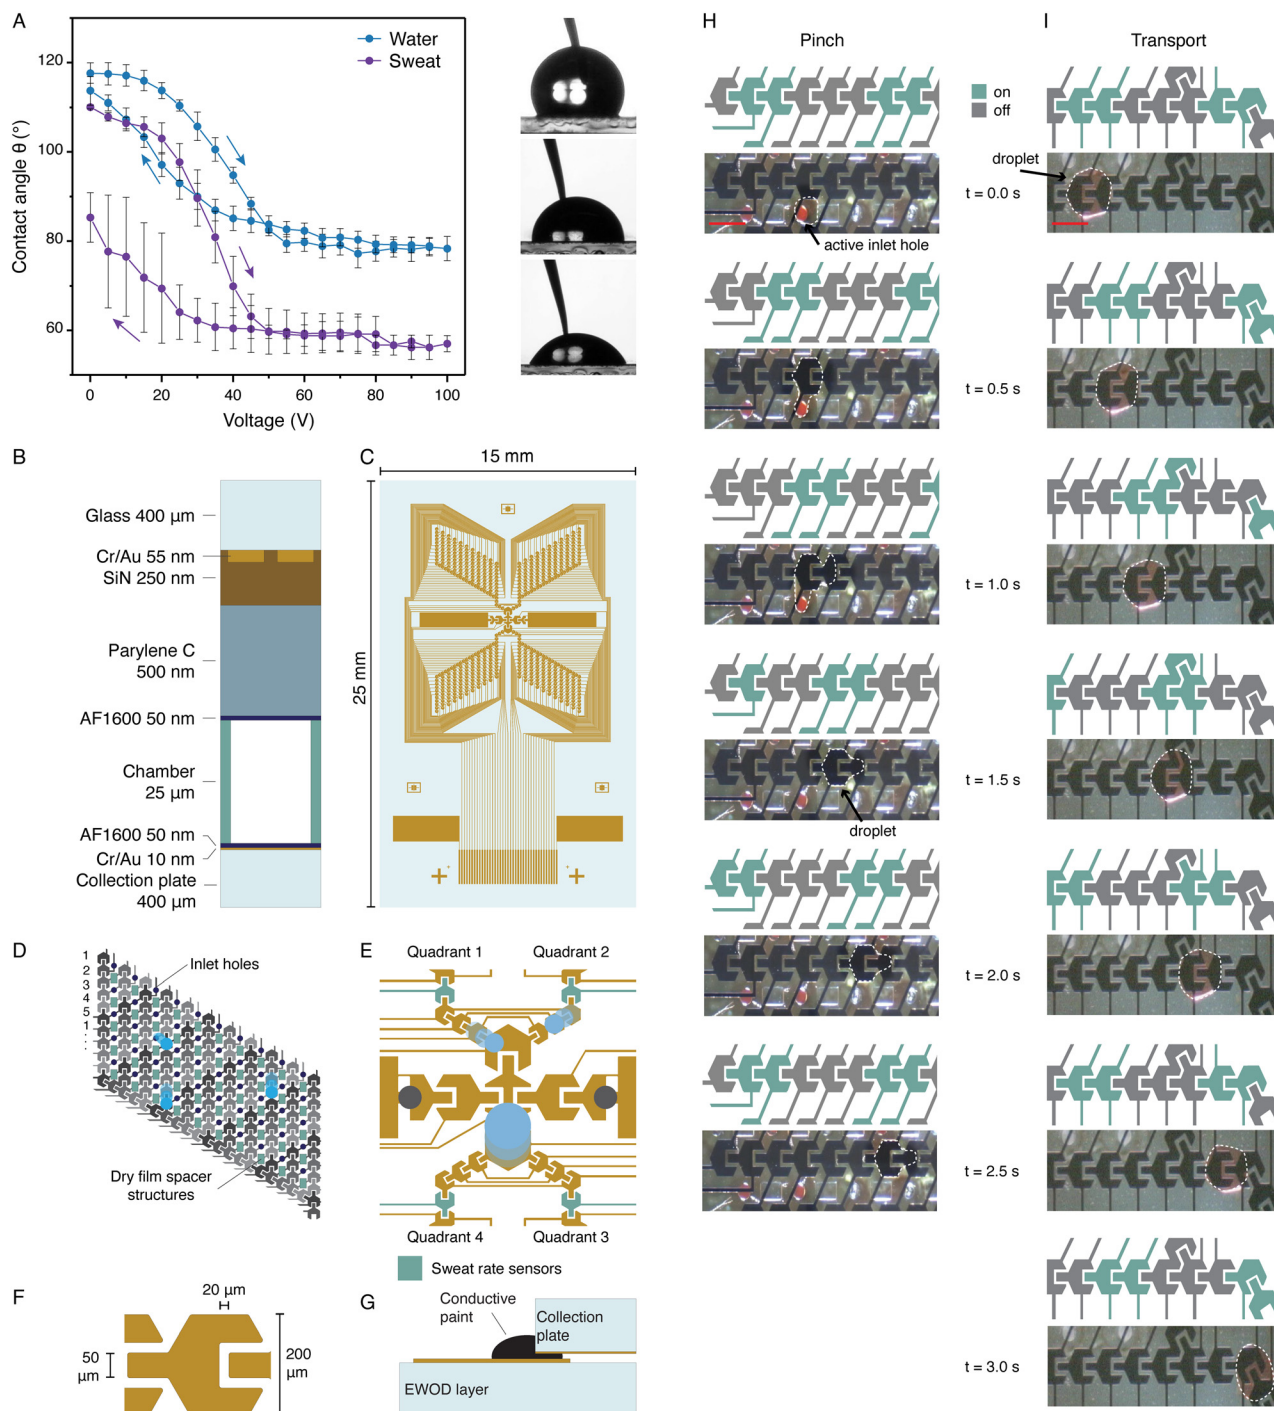 A
Water
Sweat
120
100
80
60
Contact angle θ (°)
0
20
40
60
80
100
Voltage (V)
B
Glass 400 µm
Cr/Au 55 nm
SiN 250 nm
Parylene C
500 nm
AF1600 50 nm
Chamber
25 µm
AF1600 50 nm
Cr/Au 10 nm
Collection plate
400 µm
C
15 mm
25 mm
D
1
2
3
4
5
1
Inlet holes
Dry film spacer
structures
E
Quadrant 1
Quadrant 2
Quadrant 4
Quadrant 3
Sweat rate sensors
F
20 µm
50
µm
200
µm
G
Conductive
paint
Collection
plate
EWOD layer
H
Pinch
on
off
active inlet hole
droplet
I
Transport
droplet
t = 0.0 s
t = 0.5 s
t = 1.0 s
t = 1.5 s
t = 2.0 s
t = 2.5 s
t = 3.0 s